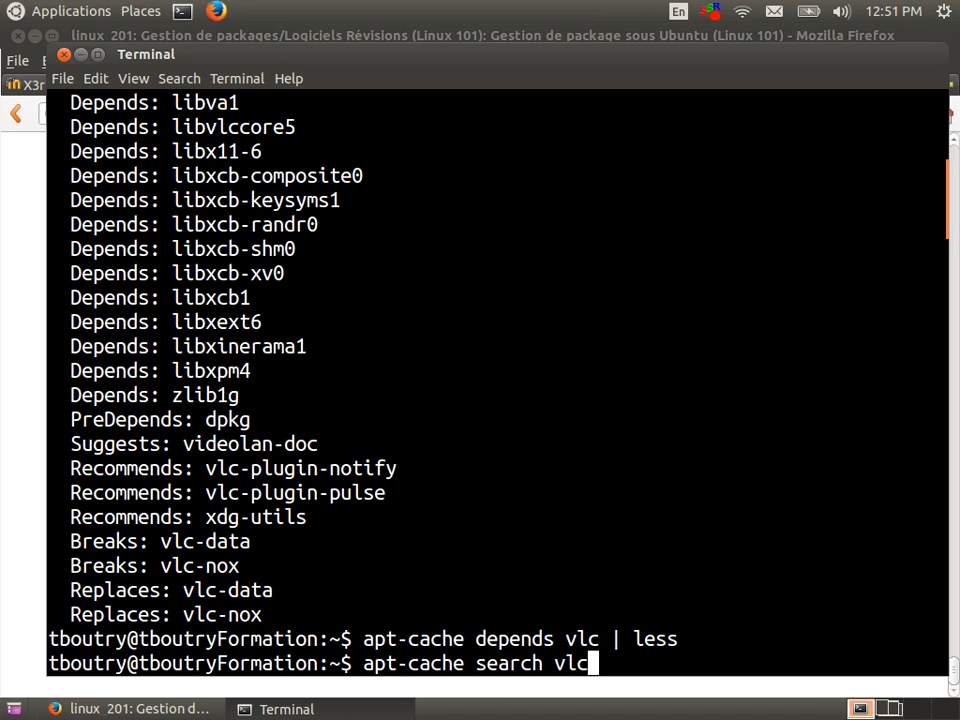 Applications Places
En SSR 12:51 PM
linux_201: Gestion de packages/Logiciels Révisions (Linux 101): Gestion de package sous Ubuntu (Linux 101) - Mozilla Firefox
File
X3r
Terminal
File Edit View Search Terminal Help
Depends: libva1
Depends: libvlccore5
Depends: libx11-6
Depends: libxcb-composite0
Depends: libxcb-keysyms1
Depends: libxcb-randr0
Depends: libxcb-shm0
Depends: libxcb-xv0
Depends: libxcb1
Depends: libxext6
Depends: libxinerama1
Depends: libxpm4
Depends: zlib1g
PreDepends: dpkg
Suggests: videolan-doc
Recommends: vlc-plugin-notify
Recommends: vlc-plugin-pulse
Recommends: xdg-utils
Breaks: vlc-data
Breaks: vlc-nox
Replaces: vlc-data
Replaces: vlc-nox
tboutry@tboutryFormation:~$ apt-cache depends vlc | less
tboutry@tboutryFormation:~$ apt-cache search vlc
linux_201: Gestion d... Terminal